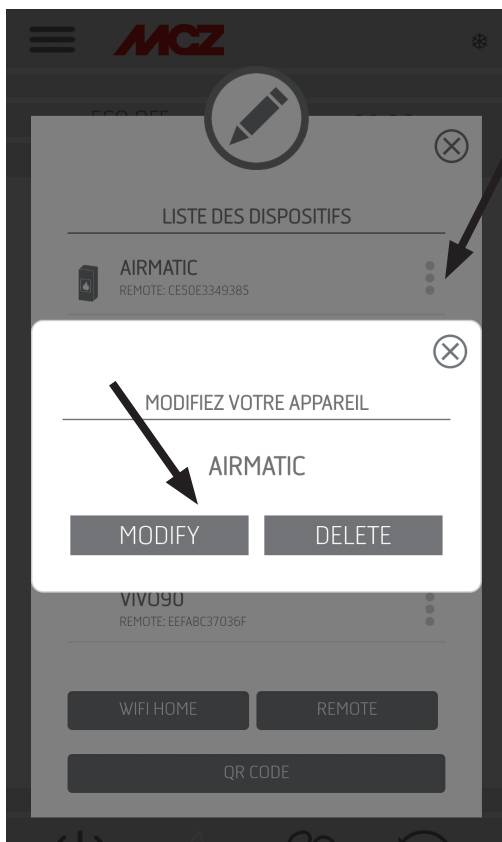 MCZ
LISTE DES DISPOSITIFS
AIRMATIC
REMOTE: CE50E3349385
MODIFIEZ VOTRE APPAREIL
AIRMATIC
MODIFY DELETE
VIVO90
REMOTE: EEFABC37036F
WIFI HOME REMOTE
QR CODE